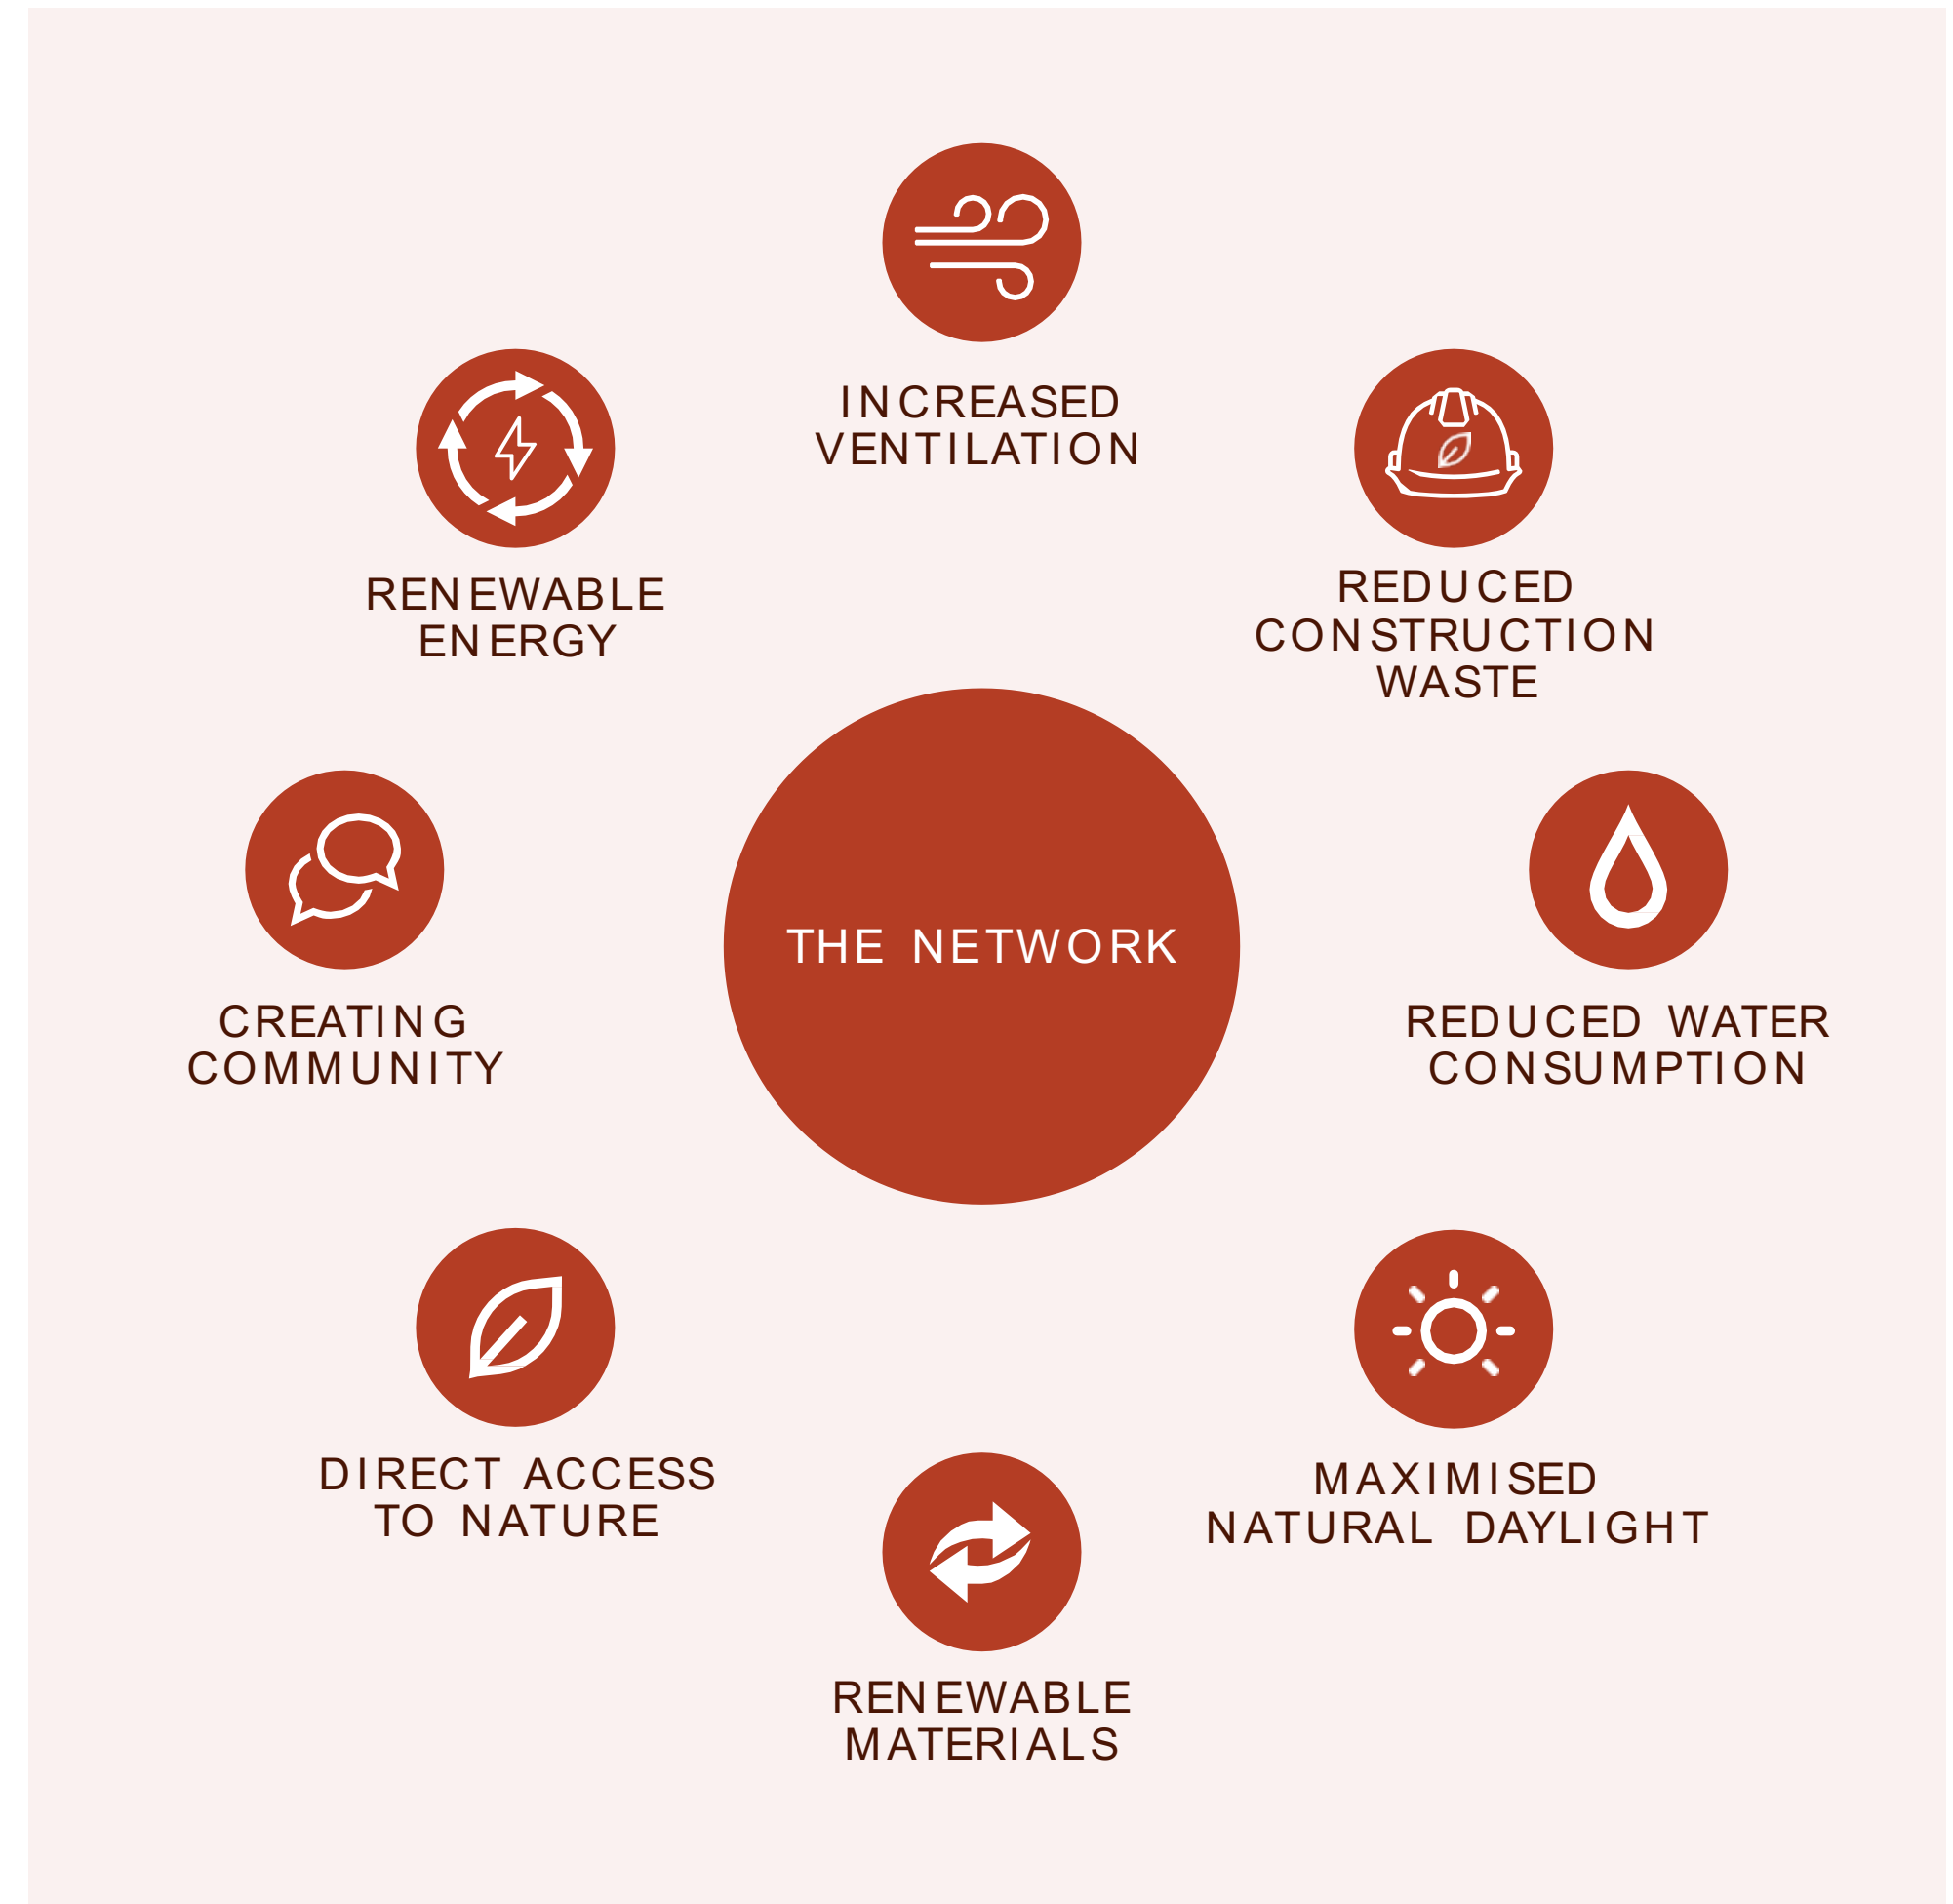 INCREASED
VENTILATION
RENEWABLE
ENERGY
REDUCED
CONSTRUCTION
WASTE
THE NETWORK
CREATING
COMMUNITY
REDUCED WATER
CONSUMPTION
DIRECT ACCESS
TO NATURE
MAXIMISED
NATURAL DAYLIGHT
RENEWABLE
MATERIALS